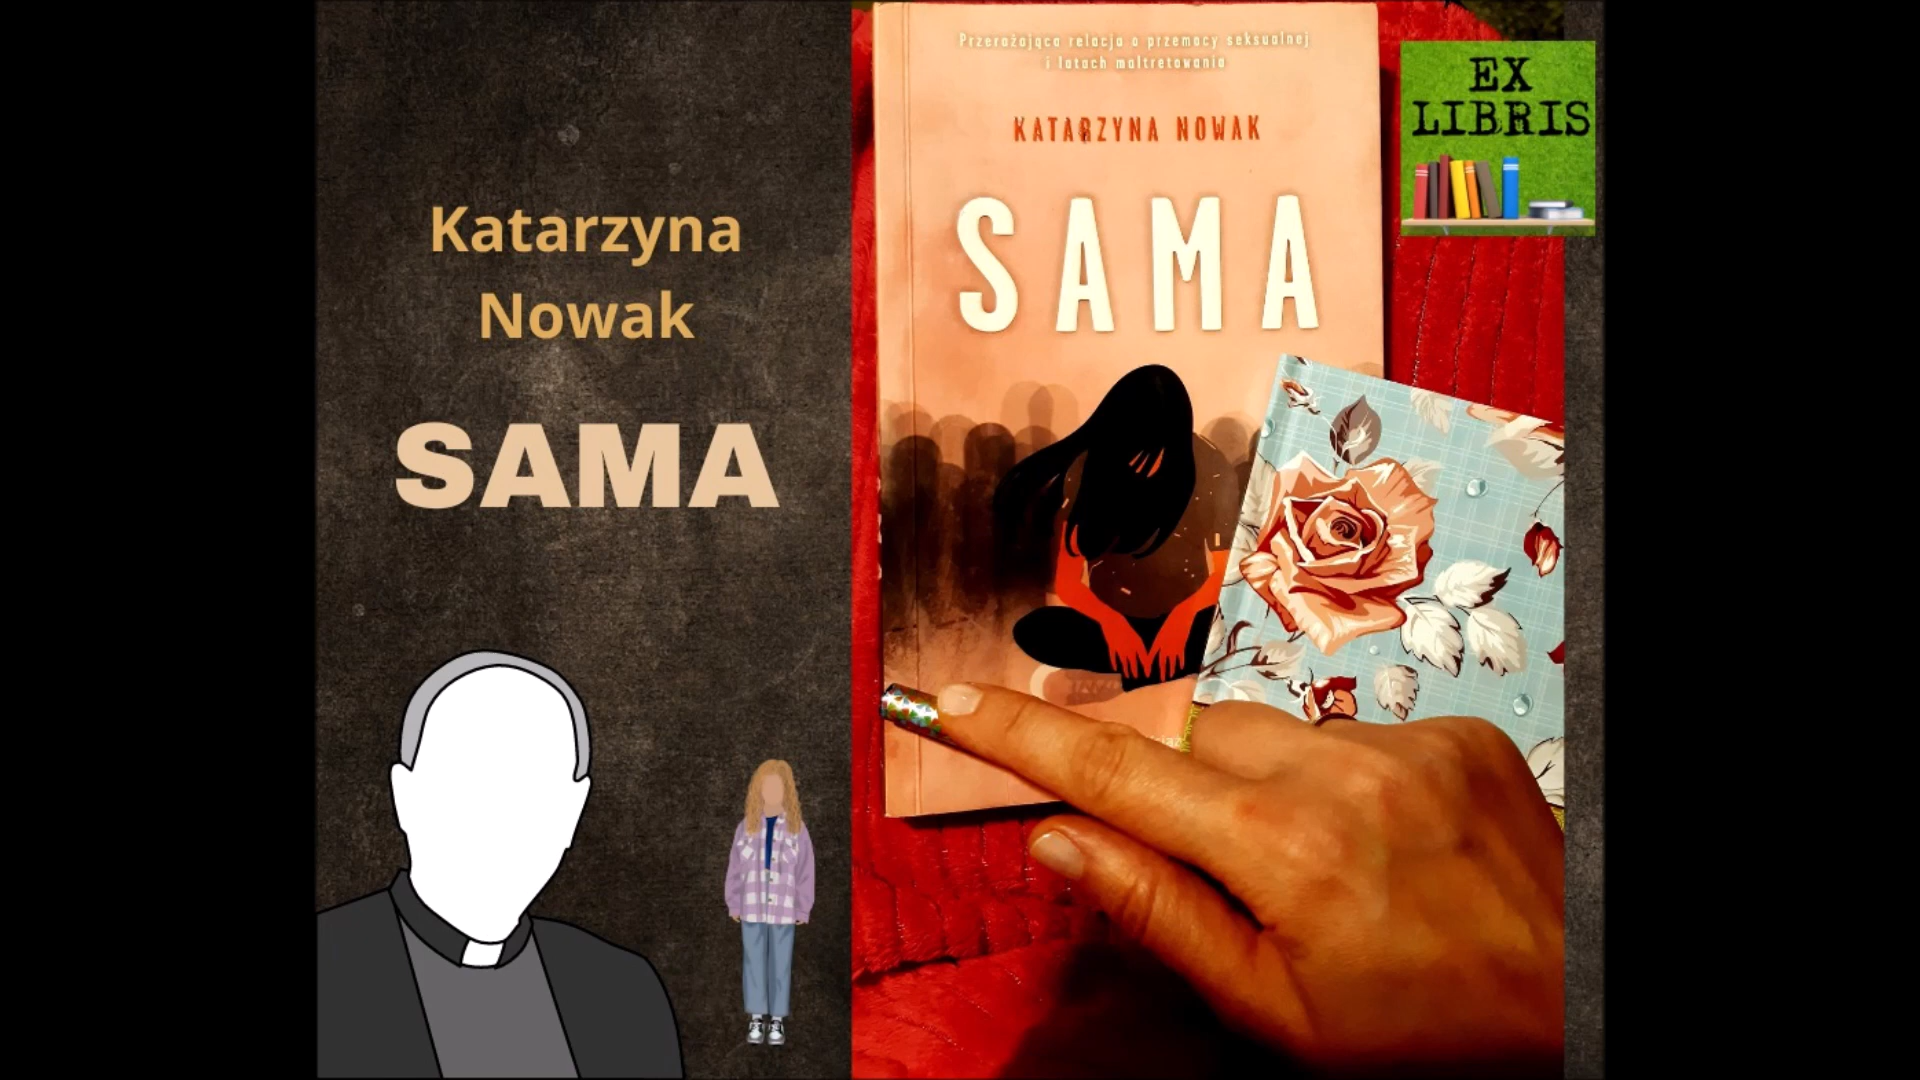 Katarzyna
Nowak
SAMA
Przerażająca relacja o przemocy seksualnej
i latach maltretowania
KATARZYNA NOWAK
SAMA
EX
LIBRIS